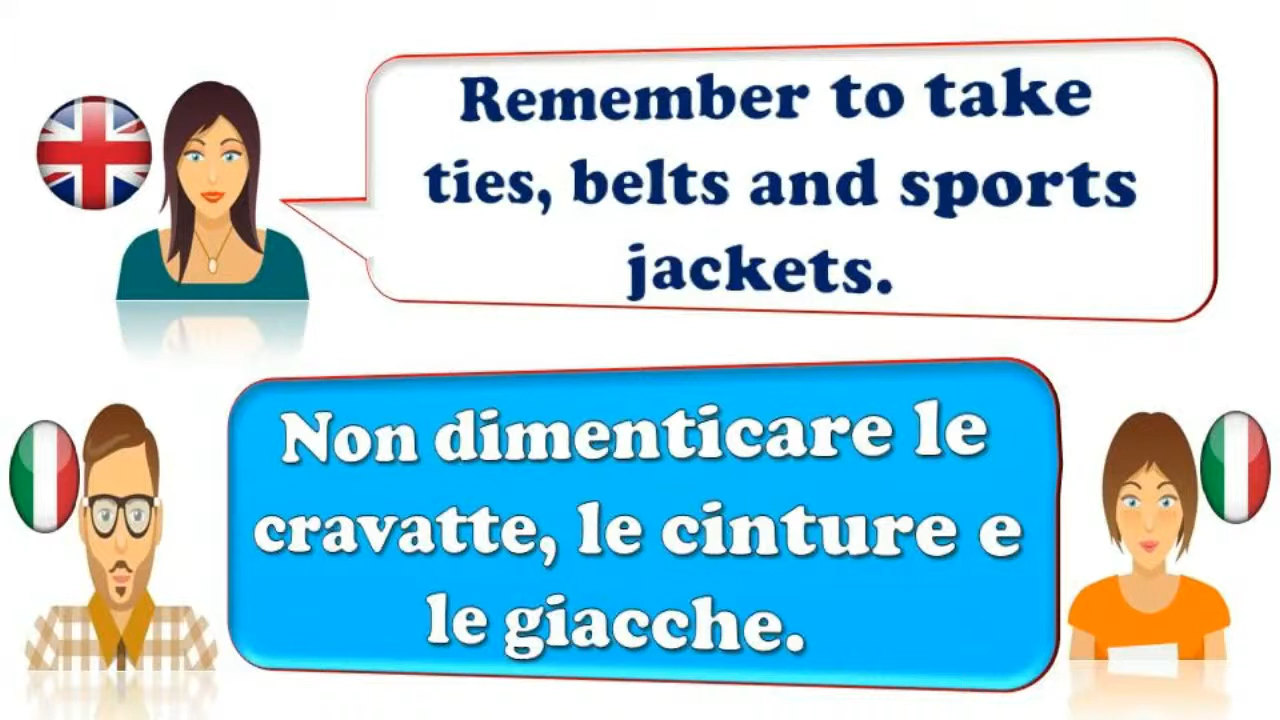 Remember to take
ties, belts and sports
jackets.
Non dimenticare le
cravatte, le cinture e
le giacche.